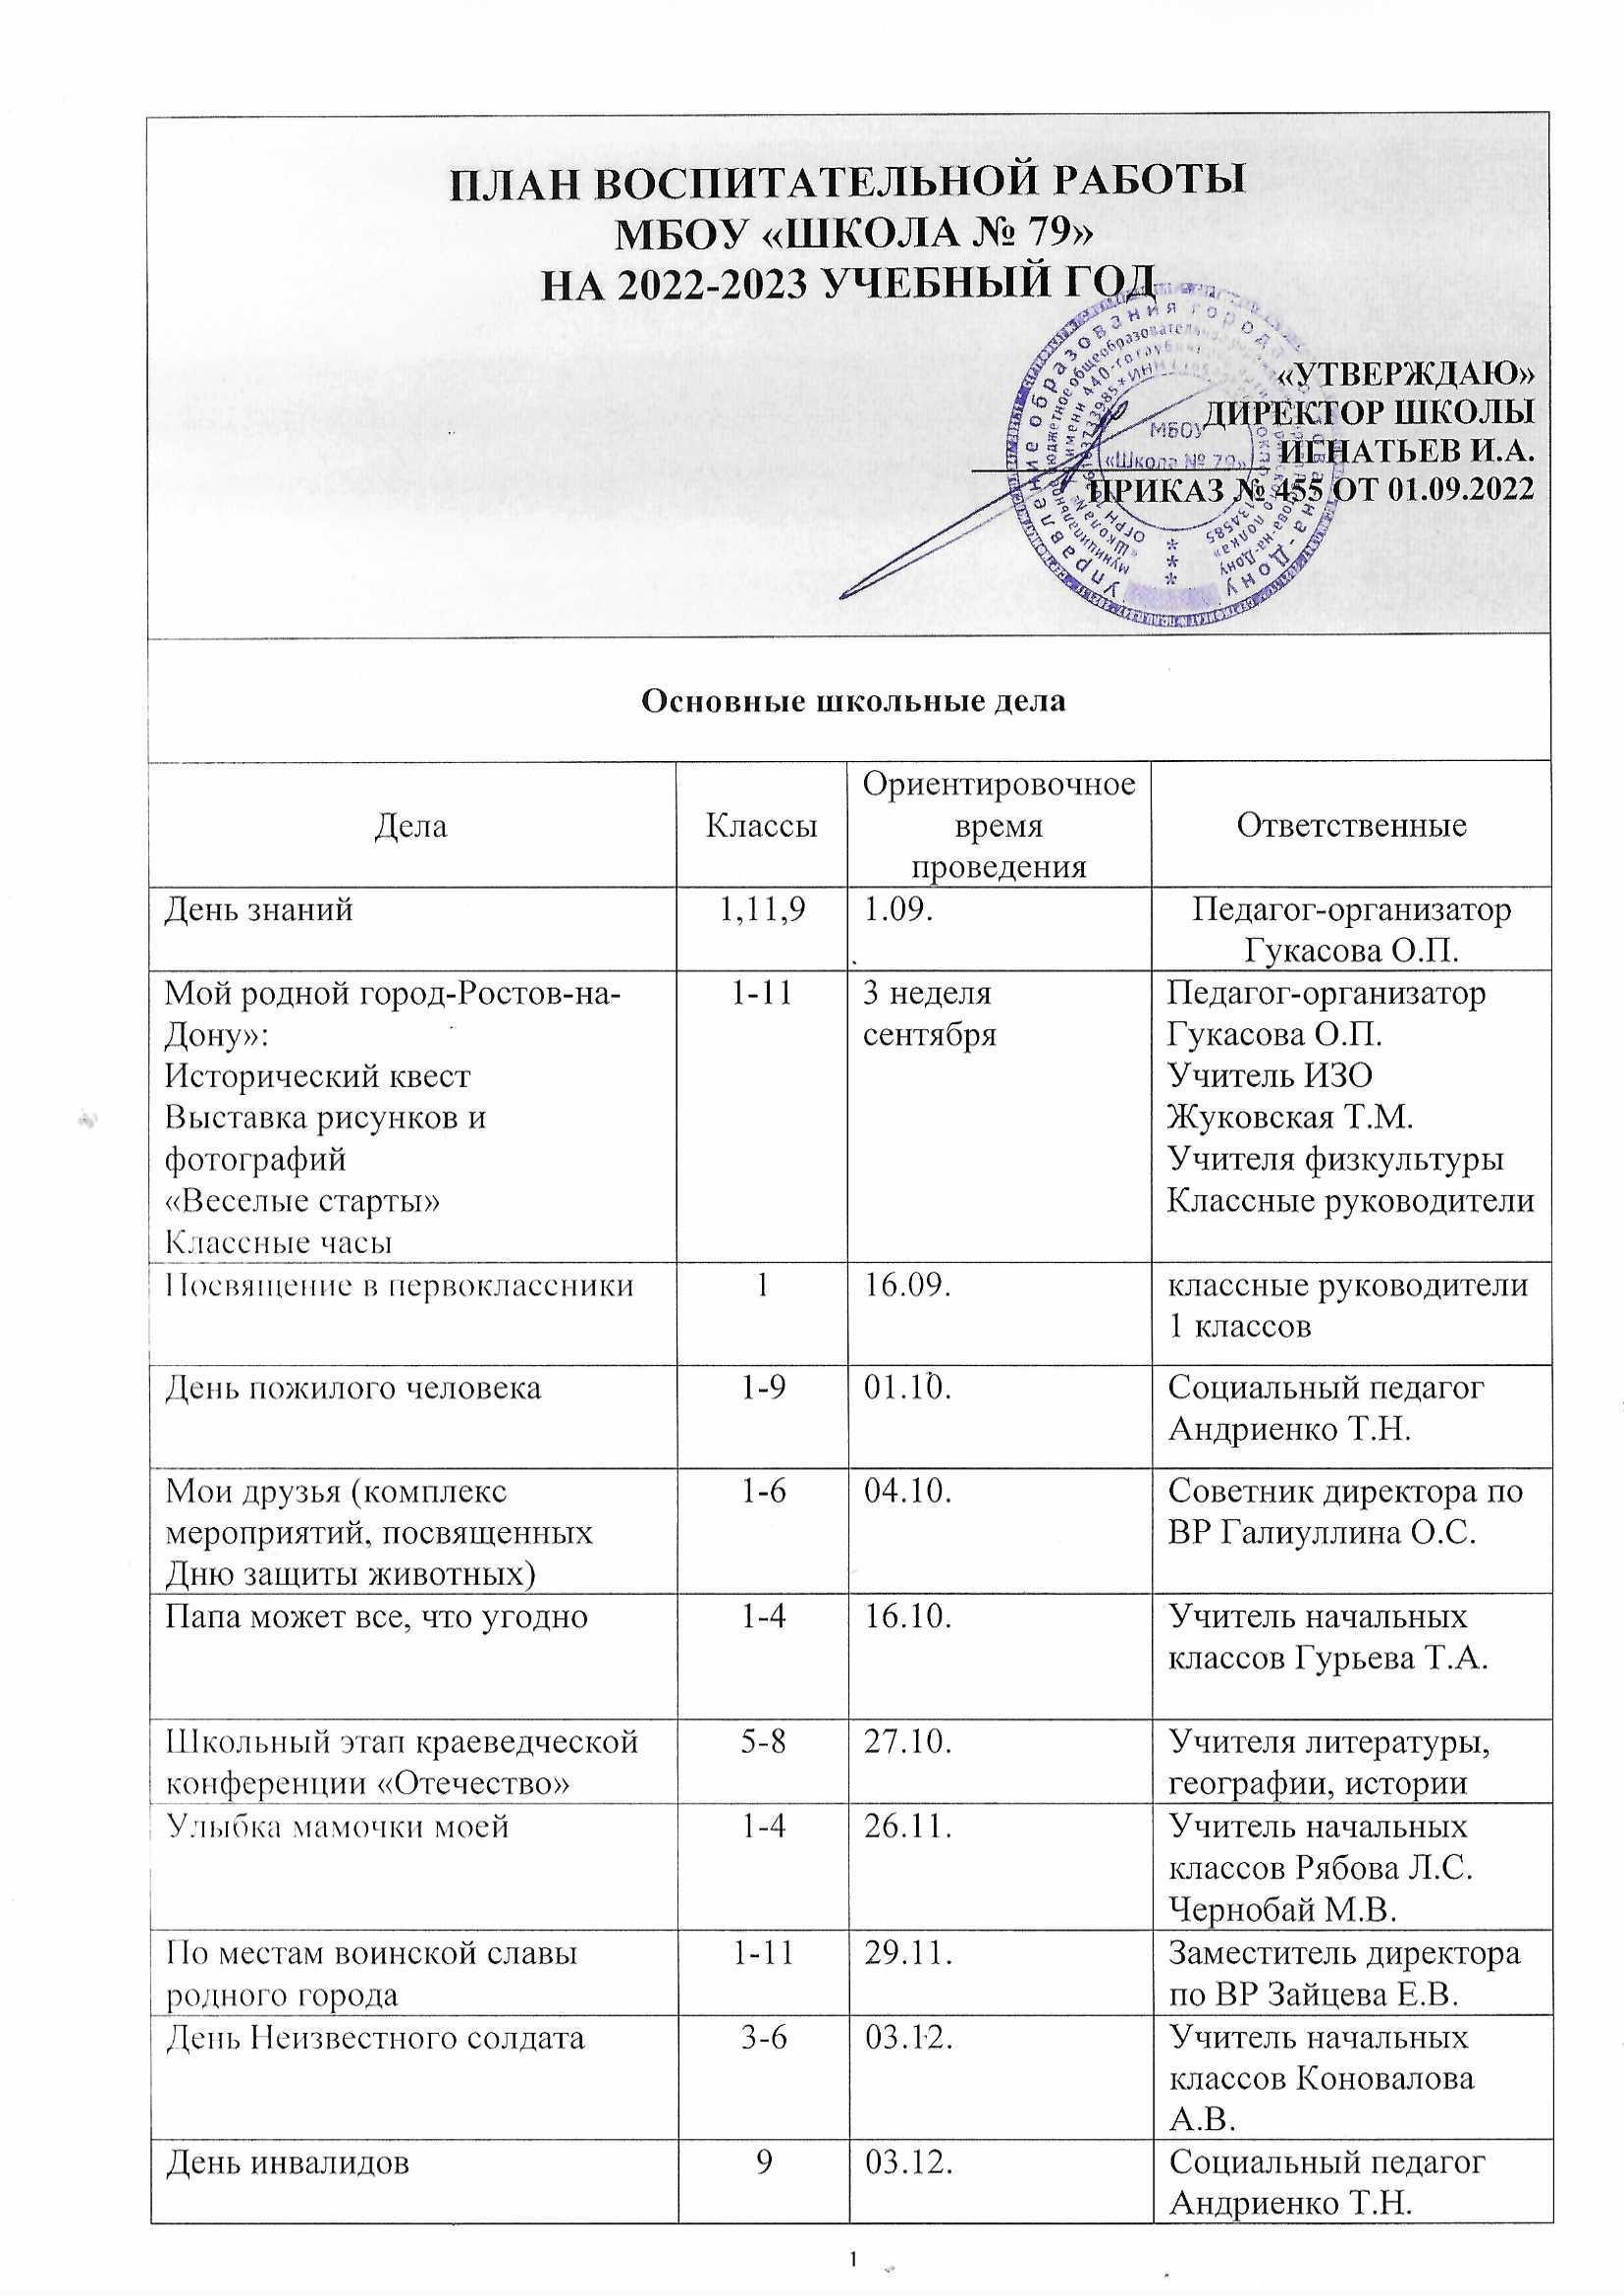 ПЛАН ВОСПИТАТЕЛЬНОЙ РАБОТЫ
МБОУ «ШКОЛА № 79»
НА 2022-2023 УЧЕБНЫЙ ГОД
«УТВЕРЖДАЮ»
ДИРЕКТОР ШКОЛЫ
ИГНАТЬЕВ И.А.
ПРИКАЗ № 455 ОТ 01.09.2022
Управление образования города
МБОУ
«Школа № 79»
Основные школьные дела
Дела
Классы
Ориентировочное
время
проведения
Ответственные
День знаний
1,11,9
1.09.
Педагог-организатор
Гукасова О.П.
Мой родной город-Ростов-на-
Дону»:
Исторический квест
Выставка рисунков и
фотографий
«Веселые старты»
Классные часы
1-11
3 неделя
сентября
Педагог-организатор
Гукасова О.П.
Учитель ИЗО
Жуковская Т.М.
Учителя физкультуры
Классные руководители
Посвящение в первоклассники
1
16.09.
классные руководители
1 классов
День пожилого человека
1-9
01.10.
Социальный педагог
Андриенко Т.Н.
Мои друзья (комплекс
мероприятий, посвященных
Дню защиты животных)
1-6
04.10.
Советник директора по
ВР Галиуллина О.С.
Папа может все, что угодно
1-4
16.10.
Учитель начальных
классов Гурьева Т.А.
Школьный этап краеведческой
конференции «Отечество»
5-8
27.10.
Учителя литературы,
географии, истории
Улыбка мамочки моей
1-4
26.11.
Учитель начальных
классов Рябова Л.С.
Чернобай М.В.
По местам воинской славы
родного города
1-11
29.11.
Заместитель директора
по ВР Зайцева Е.В.
День Неизвестного солдата
3-6
03.12.
Учитель начальных
классов Коновалова
А.В.
День инвалидов
9
03.12.
Социальный педагог
Андриенко Т.Н.
1